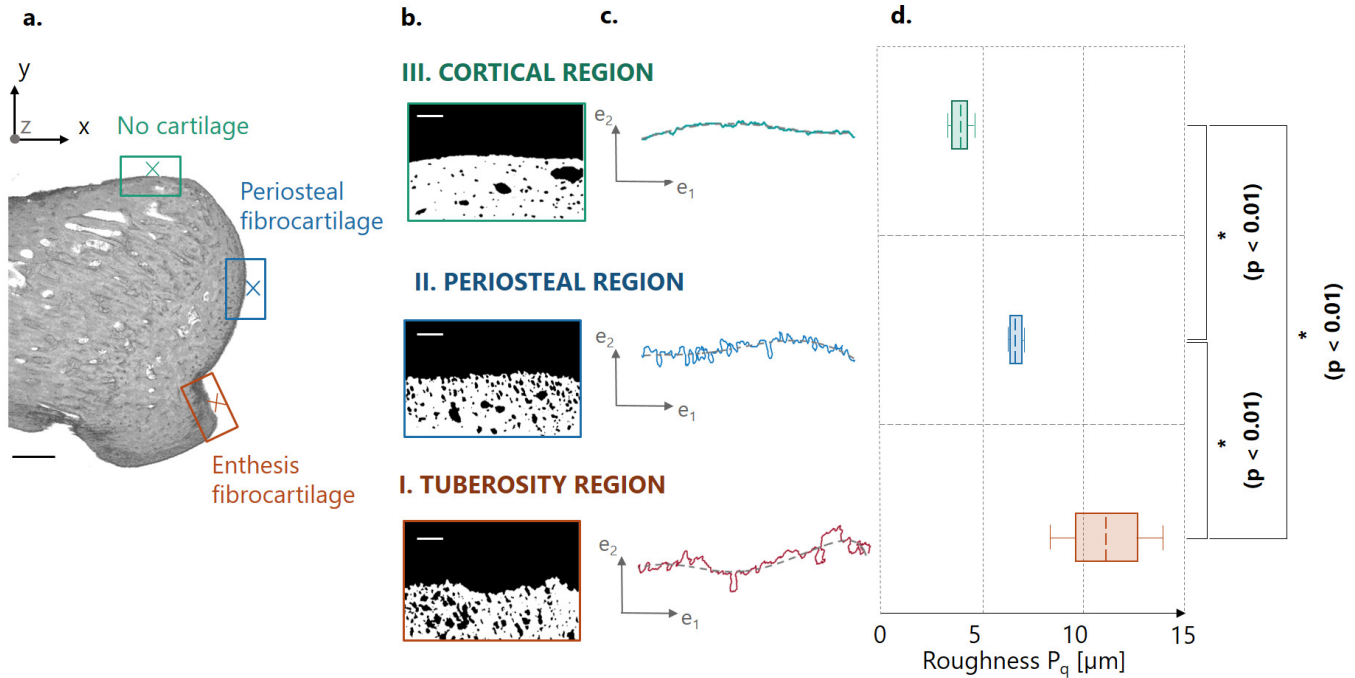 a.
b.
c.
d.
y
z
x
No cartilage
Periosteal
fibrocartilage
Enthesis
fibrocartilage
III. CORTICAL REGION
e₂
e₁
II. PERIOSTEAL REGION
e₂
e₁
I. TUBEROSITY REGION
e₂
e₁
*
(p < 0.01)
*
(p < 0.01)
*
(p < 0.01)
0 5 10 15
Roughness Pq [µm]